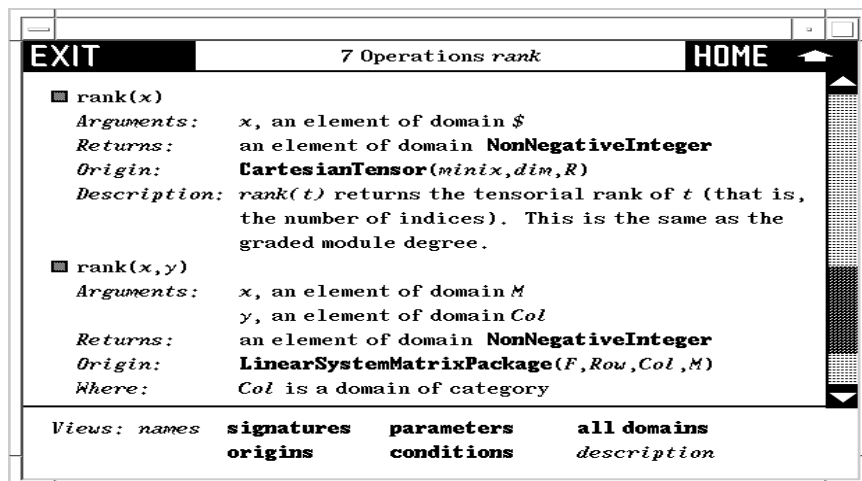 EXIT 7 Operations rank HOME
rank(x)
Arguments: x, an element of domain $
Returns: an element of domain NonNegativeInteger
Origin: CartesianTensor(minix,dim,R)
Description: rank(t) returns the tensorial rank of t (that is,
the number of indices). This is the same as the
graded module degree.
rank(x,y)
Arguments: x, an element of domain M
y, an element of domain Col
Returns: an element of domain NonNegativeInteger
Origin: LinearSystemMatrixPackage(F,Row,Col,M)
Where: Col is a domain of category
Views: names signatures parameters all domains
origins conditions description